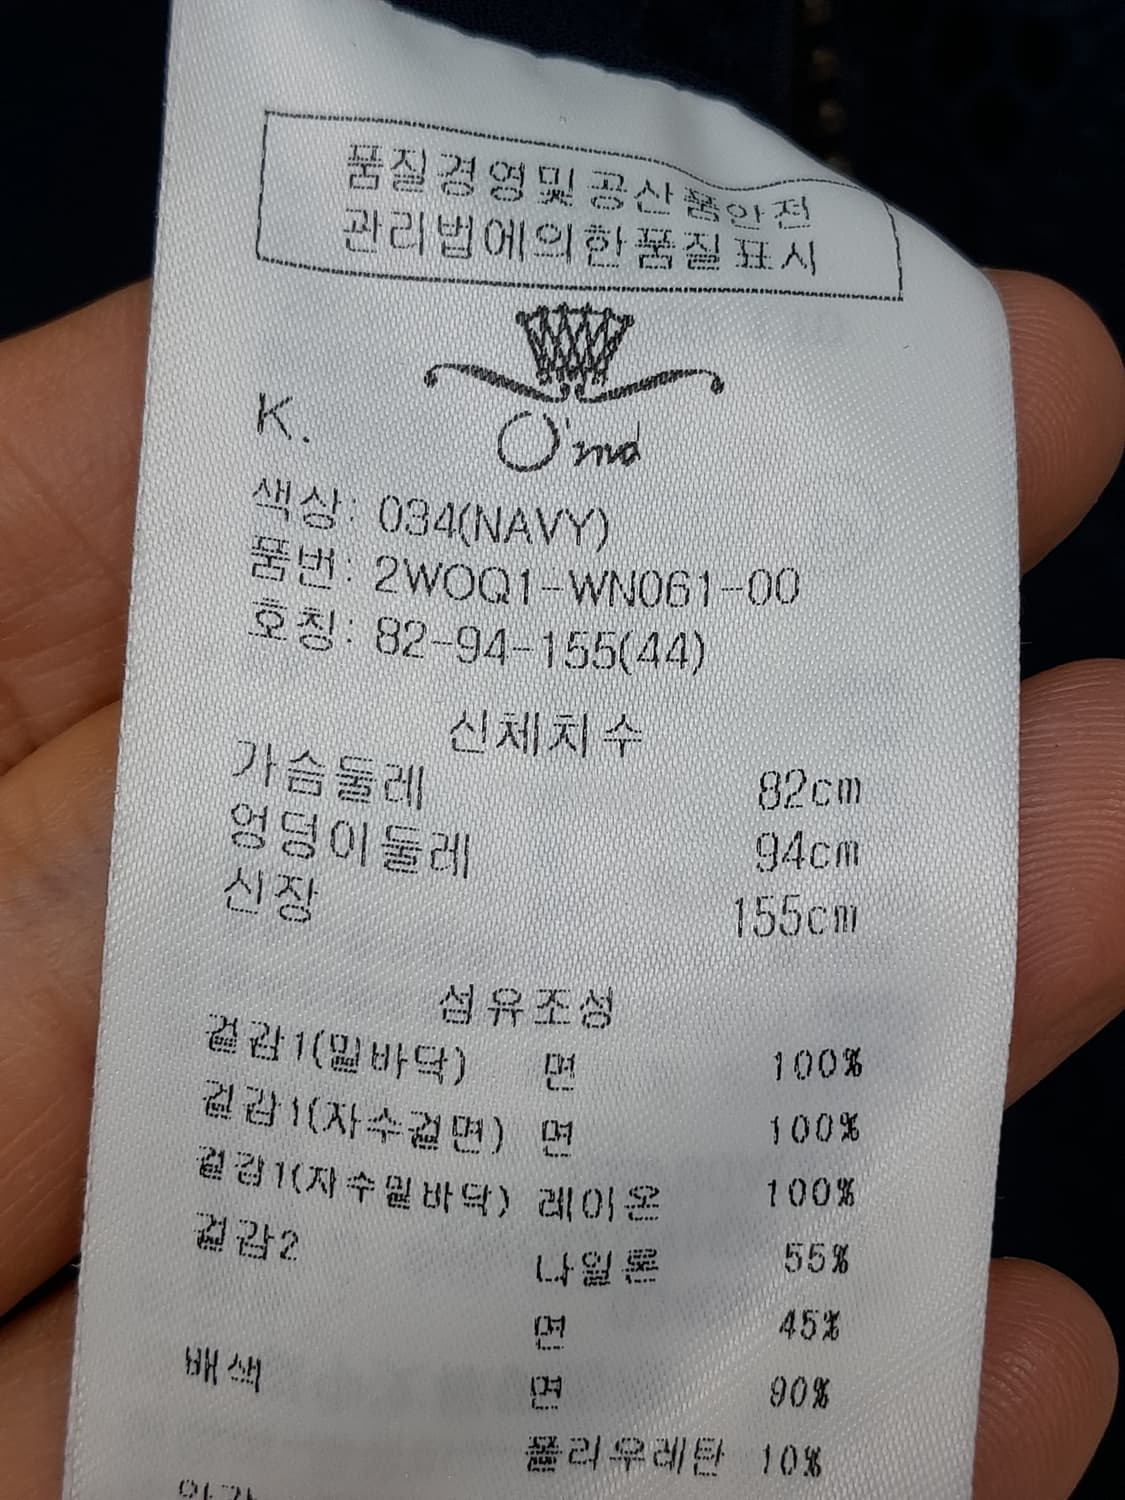 품질경영및공산품안전
관리법에의한품질표시
K.
색상: 034(NAVY)
품번: 2WOQ1-WN061-00
호칭: 82-94-155(44)
신체치수
가슴둘레 82cm
엉덩이둘레 94cm
신장 155cm
섬유조성
겉감1(밑바닥) 면 100%
겉감1(자수겉면) 면 100%
겉감1(자수밑바닥) 레이온 100%
겉감2 나일론 55%
면 45%
배색 면 90%
폴리우레탄 10%